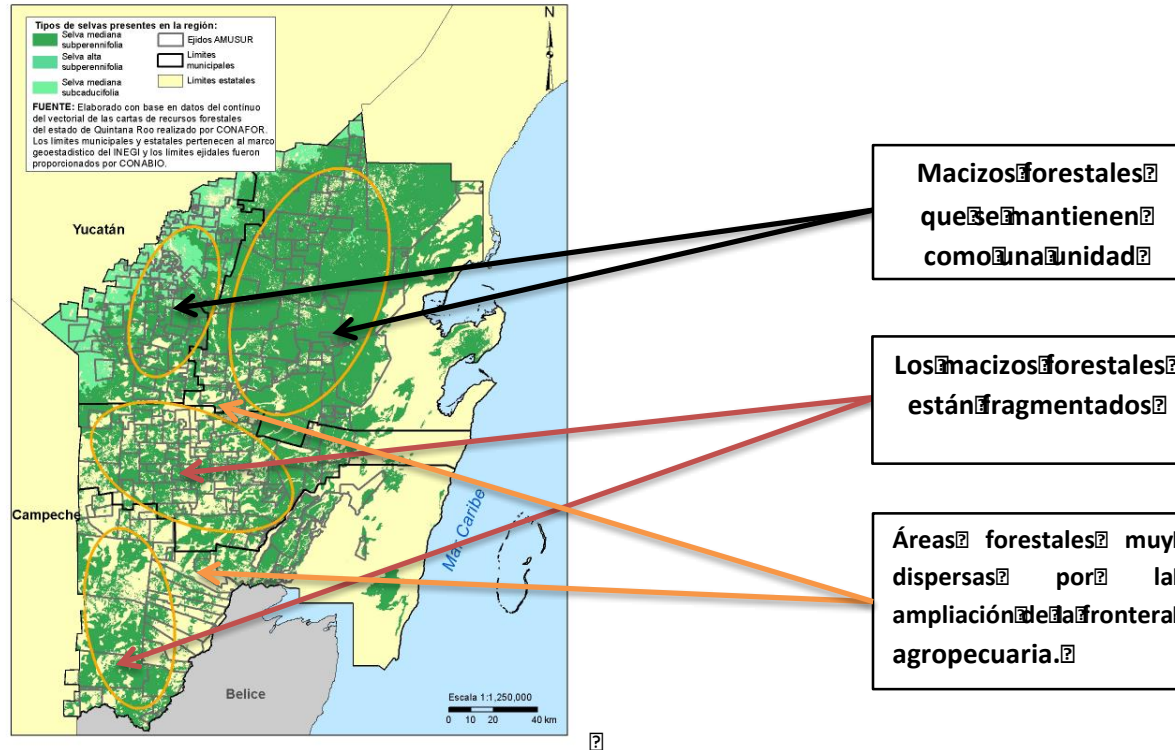 Tipos de selvas presentes en la región:
Selva mediana
subperennifolia
Selva alta
subperennifolia
Selva mediana
subcaducifolia
Ejidos AMUSUR
Limites
municipales
Limites estatales
FUENTE: Elaborado con base en datos del continuo
del vectorial de las cartas de recursos forestales
del estado de Quintana Roo realizado por CONAFOR.
Los límites municipales y estatales pertenecen al marco
geoestadistico del INEGI y los límites ejidales fueron
proporcionados por CONABIO.
N
Yucatán
Campeche
Mar Caribe
Belice
Escala 1:1,250,000
0 10 20 40 km
Macizos⍰forestales⍰
que⍰se⍰mantienen⍰
como⍰una⍰unidad⍰
Los⍰macizos⍰forestales⍰
están⍰fragmentados⍰
Áreas⍰ forestales⍰ muy⍰
dispersas⍰ por⍰ la⍰
ampliación⍰de⍰la⍰frontera⍰
agropecuaria.⍰
⍰